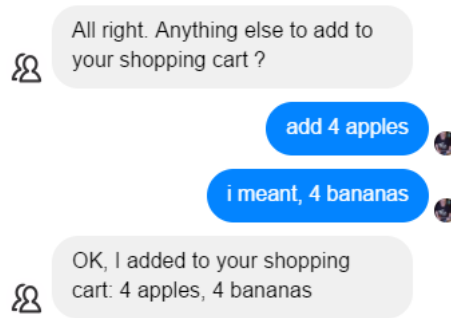 All right. Anything else to add to
your shopping cart ?
add 4 apples
i meant, 4 bananas
OK, I added to your shopping
cart: 4 apples, 4 bananas